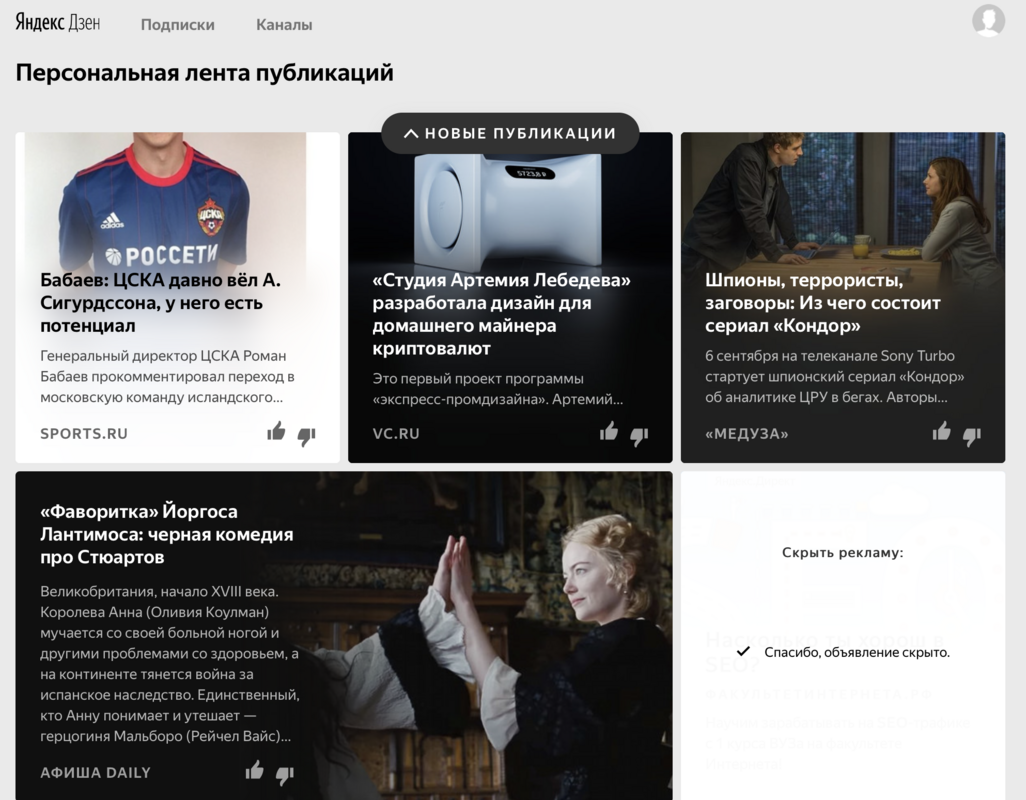 Яндекс Дзен
Подписки
Каналы
Персональная лента публикаций
НОВЫЕ ПУБЛИКАЦИИ
adidas
ЦСКА
РОССЕТИ
Бабаев: ЦСКА давно вёл А.
Сигурдссона, у него есть
потенциал
Генеральный директор ЦСКА Роман
Бабаев прокомментировал переход в
московскую команду исландского...
SPORTS.RU
«Студия Артемия Лебедева»
разработала дизайн для
домашнего майнера
криптовалют
Это первый проект программы
«экспресс-промдизайна». Артемий...
VC.RU
Шпионы, террористы,
заговоры: Из чего состоит
сериал «Кондор»
6 сентября на телеканале Sony Turbo
стартует шпионский сериал «Кондор»
об аналитике ЦРУ в бегах. Авторы...
«МЕДУЗА»
«Фаворитка» Йоргоса
Лантимоса: черная комедия
про Стюартов
Великобритания, начало XVIII века.
Королева Анна (Оливия Коулман)
мучается со своей больной ногой и
другими проблемами со здоровьем, а
на континенте тянется война за
испанское наследство. Единственный,
кто Анну понимает и утешает —
герцогиня Мальборо (Рейчел Вайс)...
АФИША DAILY
Скрыть рекламу:
Насколько ты хорош в
SEO?
Спасибо, объявление скрыто.